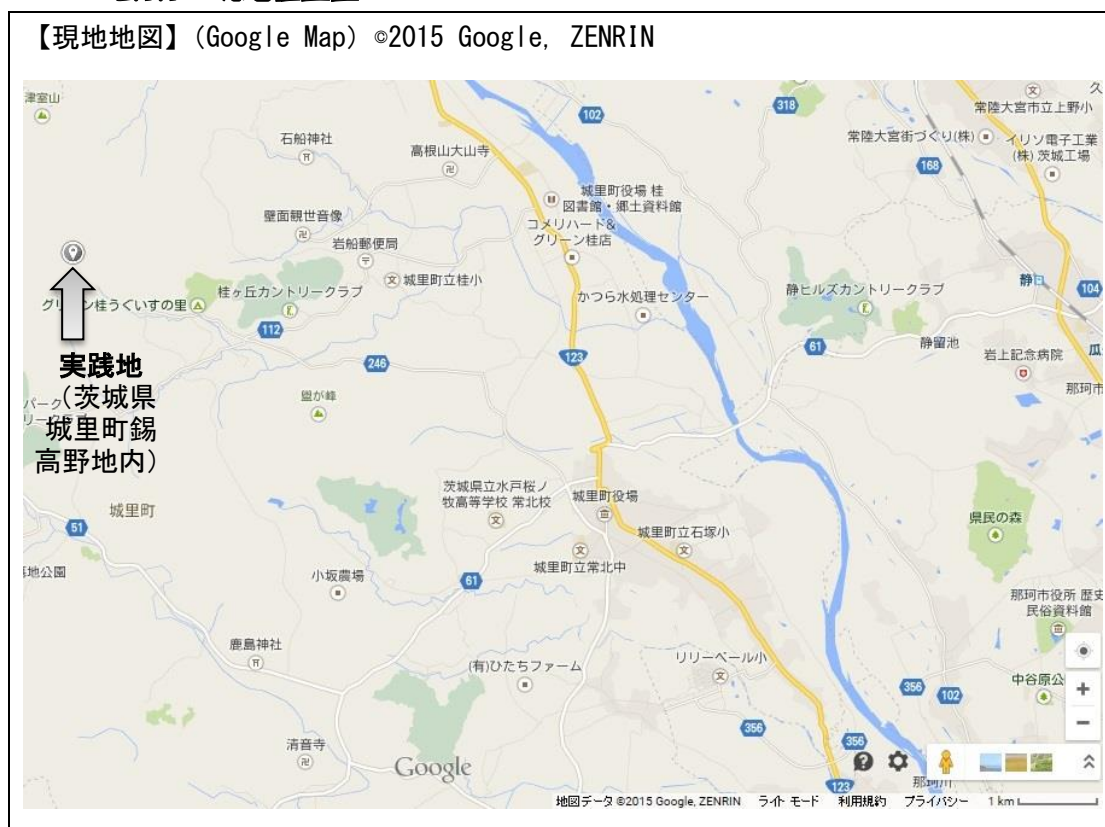 【現地地図】(Google Map) ©2015 Google, ZENRIN
津室山
石船神社
高根山大山寺
102
318
常陸大宮市立上野小
常陸大宮街づくり(株)
イリソ電子工業
(株) 茨城工場
168
城里町役場 桂
図書館・郷土資料館
コメリハード&
グリーン桂店
壁面観世音像
岩船郵便局
城里町立桂小
グリーン桂うぐいすの里
桂ヶ丘カントリークラブ
112
かつら水処理センター
静ヒルズカントリークラブ
静
104
実践地
(茨城県
城里町錫
高野地内)
246
123
61
静留池
岩上記念病院
瓜
那珂市
盥が峰
茨城県立水戸桜ノ
牧高等学校 常北校
城里町役場
城里町立石塚小
城里町立常北中
城里町
51
県民の森
小坂農場
61
那珂市役所 歴史
民俗資料館
鹿島神社
(有)ひたちファーム
リリーベール小
356
102
中谷原公
清音寺
356
356
Google
123
那珂川
地図データ ©2015 Google, ZENRIN ライト モード 利用規約 プライバシー 1 km